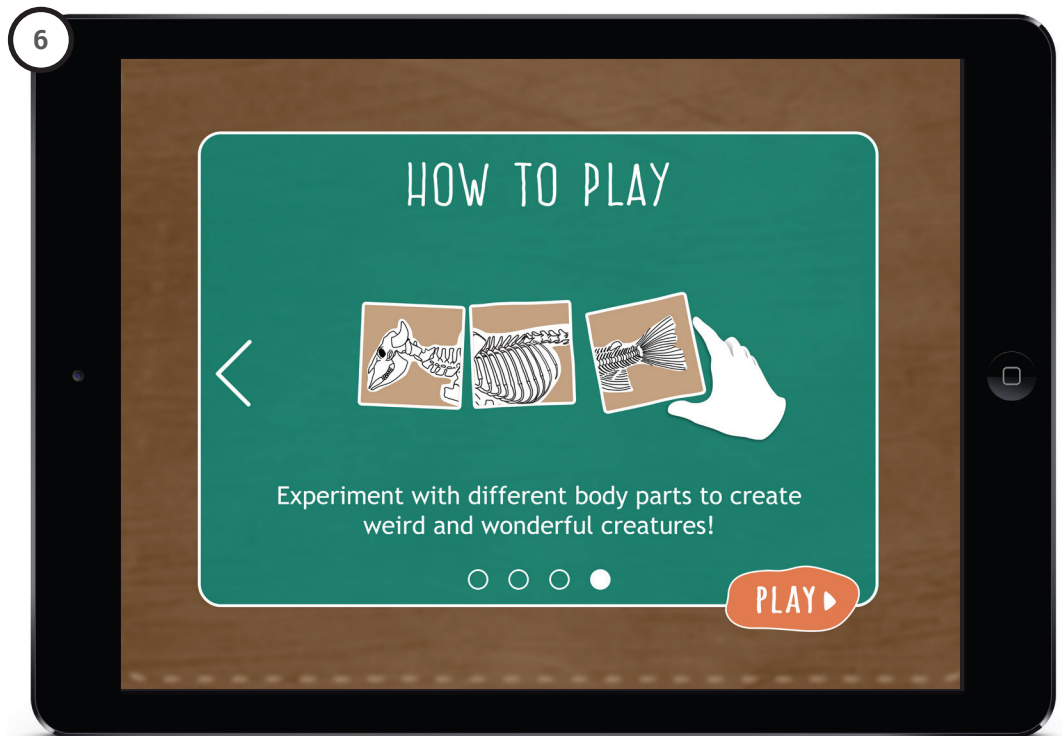 6
HOW TO PLAY
Experiment with different body parts to create
weird and wonderful creatures!
PLAY